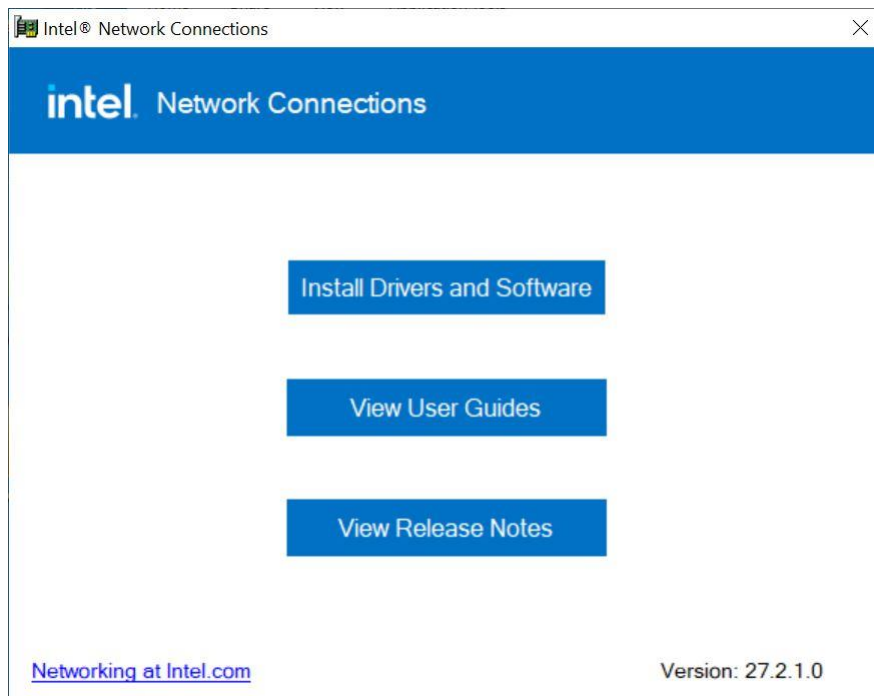 Intel® Network Connections
intel. Network Connections
Install Drivers and Software
View User Guides
View Release Notes
Networking at Intel.com
Version: 27.2.1.0